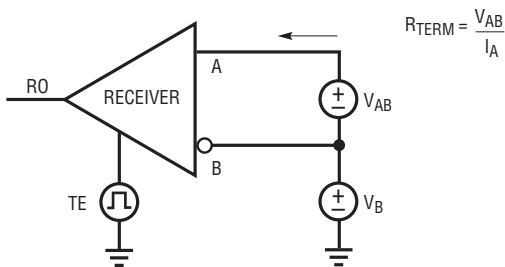 R_TERM = V_AB / I_A
A
RO
RECEIVER
+
−
V_AB
B
TE
+
−
V_B